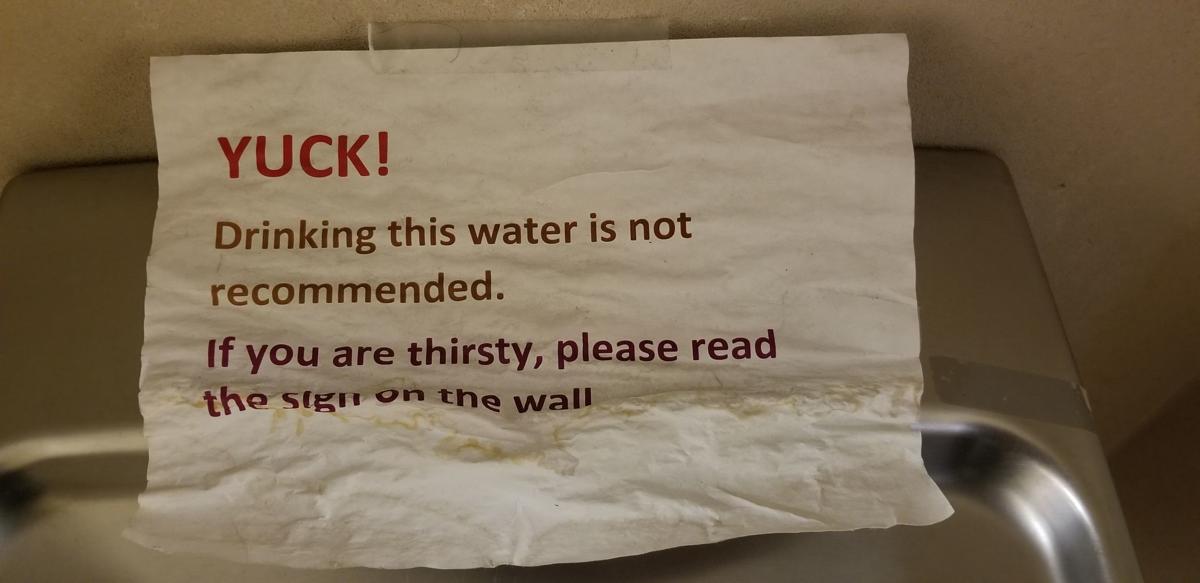 YUCK!
Drinking this water is not
recommended.
If you are thirsty, please read
the sign on the wall